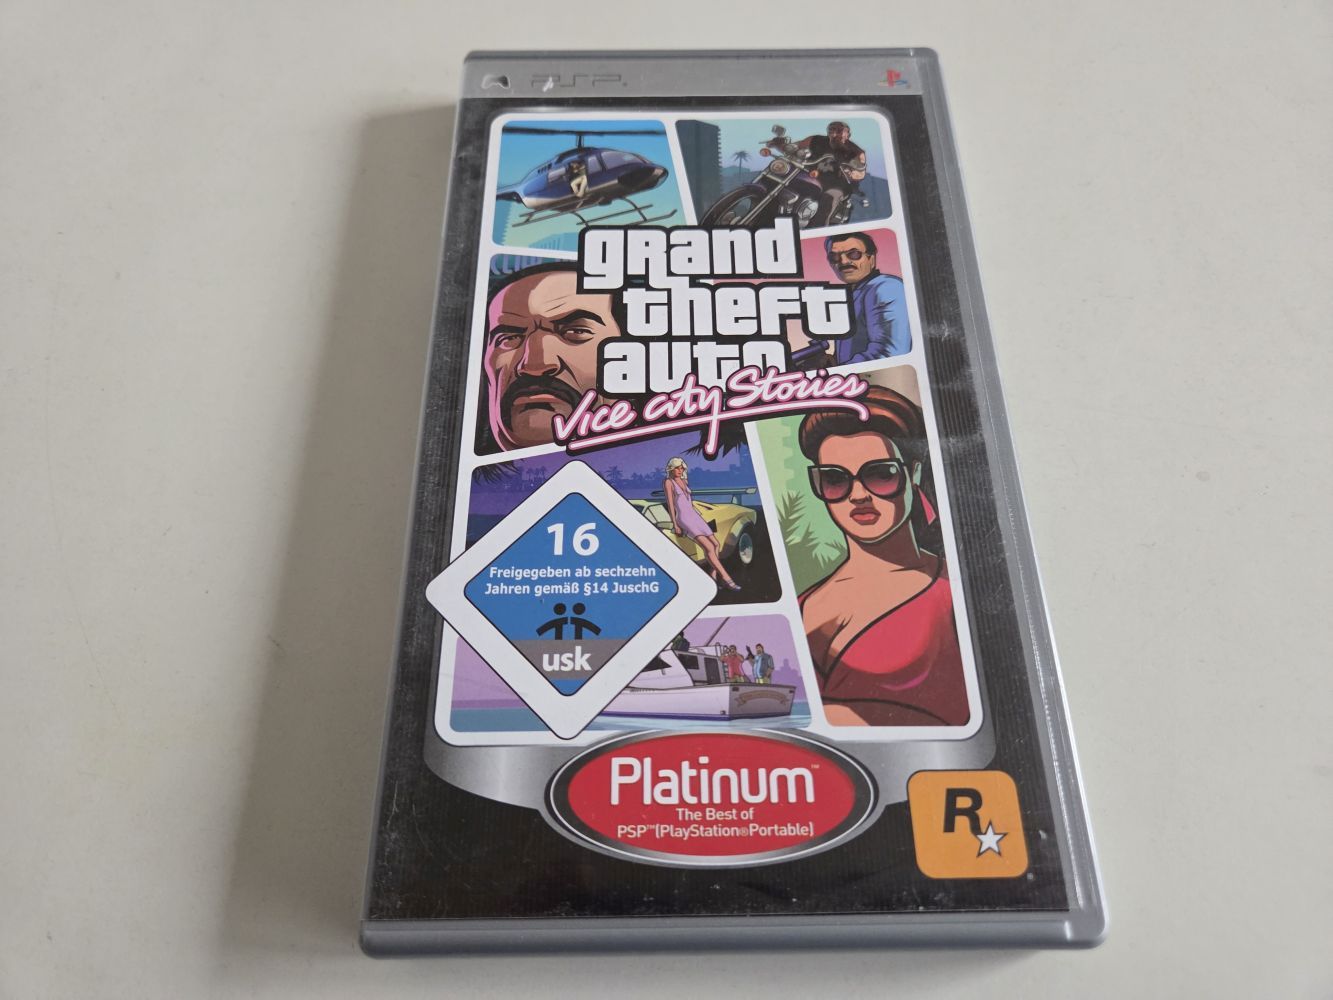 PSP
grand
theft
auto
Vice City Stories
16
Freigegeben ab sechzehn
Jahren gemäß §14 JuschG
usk
Platinum™
The Best of
PSP™(PlayStation®Portable)
R